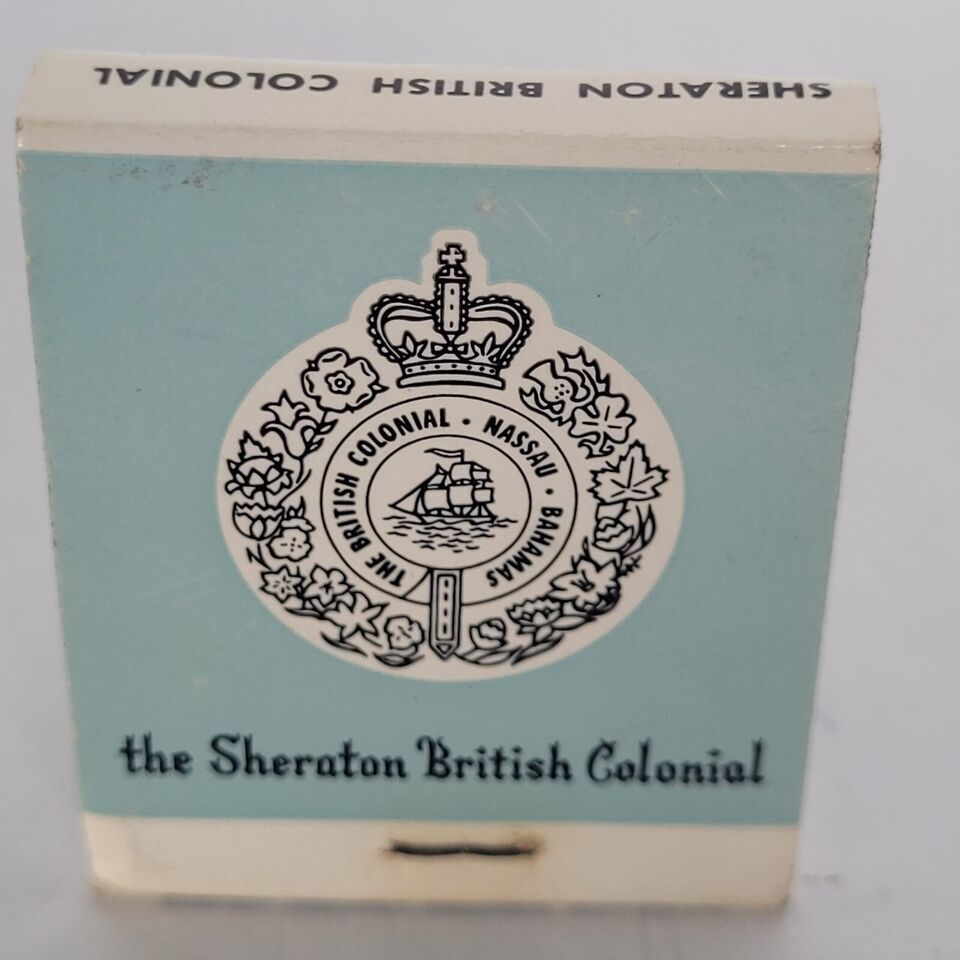 SHERATON BRITISH COLONIAL
THE BRITISH COLONIAL • NASSAU • BAHAMAS
the Sheraton British Colonial